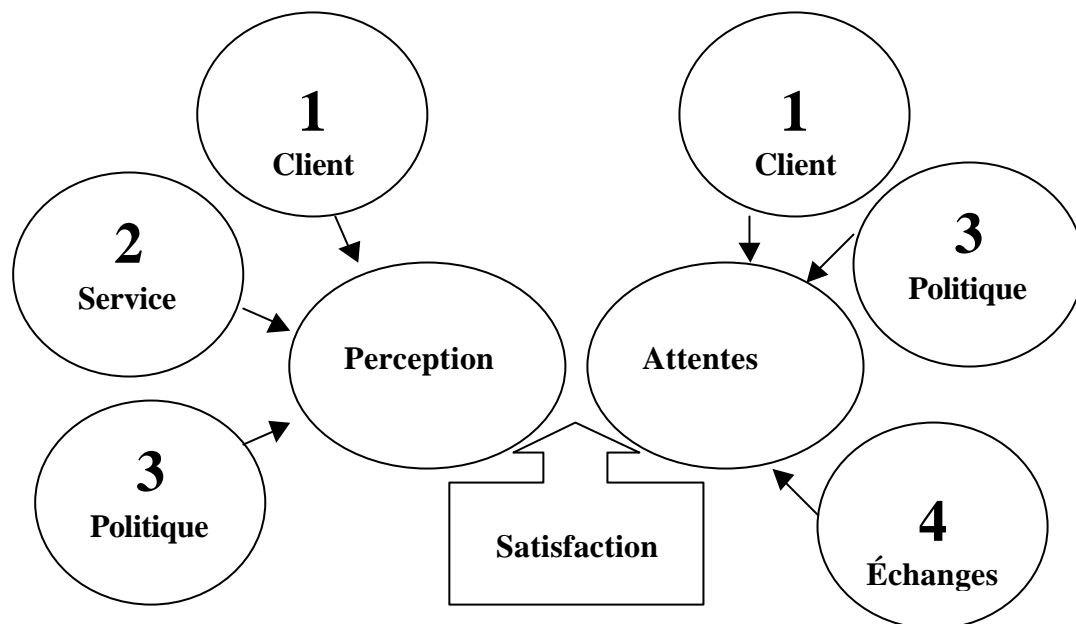 1
Client
2
Service
3
Politique
Perception
1
Client
3
Politique
Attentes
4
Échanges
Satisfaction